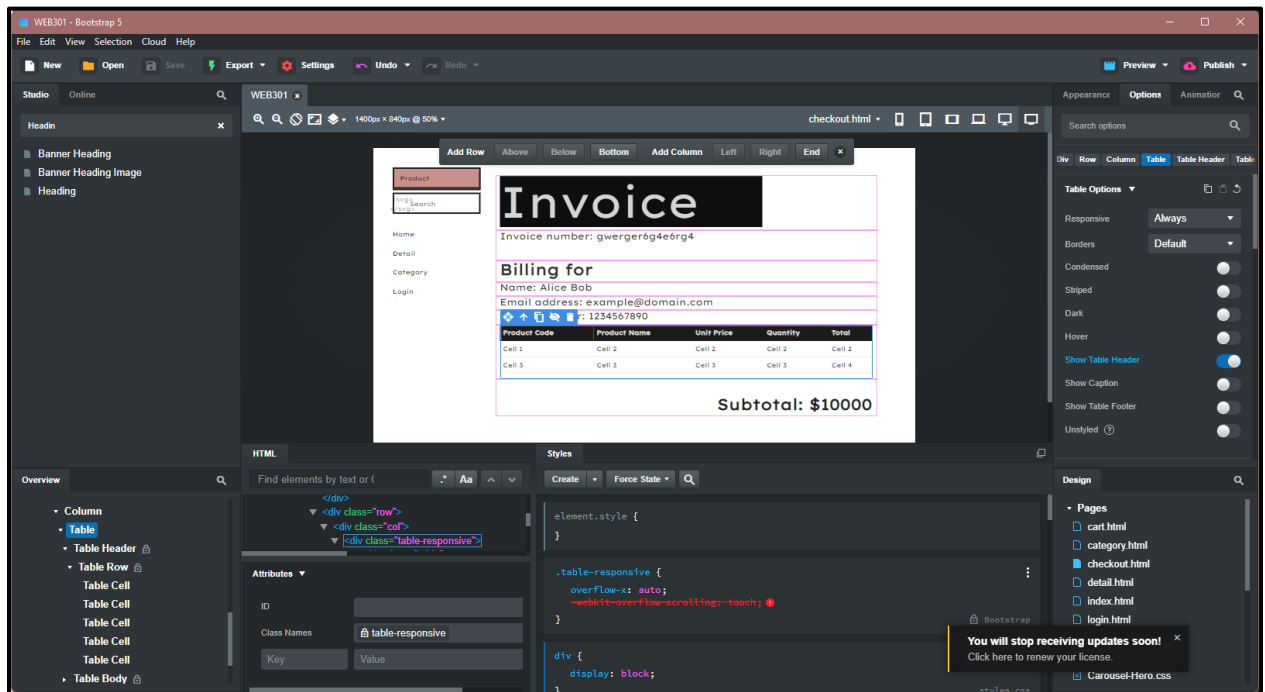 WEB301 - Bootstrap 5
File Edit View Selection Cloud Help
New Open Save Export Settings Undo Redo Preview Publish
Studio Online
Headin
Banner Heading
Banner Heading Image
Heading
WEB301
1400px × 840px @ 50%
checkout.html
Add Row Above Below Bottom Add Column Left Right End
Product
<svg>
</svg>
Search
Home
Detail
Category
Login
Invoice
Invoice number: gwerger6g4e6rg4
Billing for
Name: Alice Bob
Email address: example@domain.com
r: 1234567890
Product Code Product Name Unit Price Quantity Total
Cell 1 Cell 2 Cell 2 Cell 2 Cell 2
Cell 3 Cell 3 Cell 3 Cell 3 Cell 4
Subtotal: $10000
Appearance Options Animation
Search options
Div Row Column Table Table Header Table
Table Options
Responsive Always
Borders Default
Condensed
Striped
Dark
Hover
Show Table Header
Show Caption
Show Table Footer
Unstyled
Overview
Column
Table
Table Header
Table Row
Table Cell
Table Cell
Table Cell
Table Cell
Table Cell
Table Body
HTML
Find elements by text or (
.* Aa
</div>
<div class="row">
<div class="col">
<div class="table-responsive">
Attributes
ID
Class Names table-responsive
Key Value
Styles
Create Force State
element.style {
}
.table-responsive {
overflow-x: auto;
-webkit-overflow-scrolling: touch;
}
Bootstrap
div {
display: block;
}
styles.css
Design
Pages
cart.html
category.html
checkout.html
detail.html
index.html
login.html
You will stop receiving updates soon!
Click here to renew your license.
Carousel-Hero.css